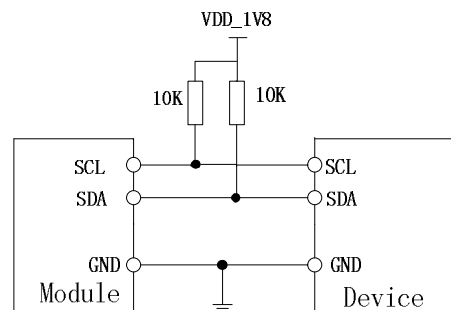 VDD_1V8
10K 10K
SCL SCL
SDA SDA
GND GND
Module Device